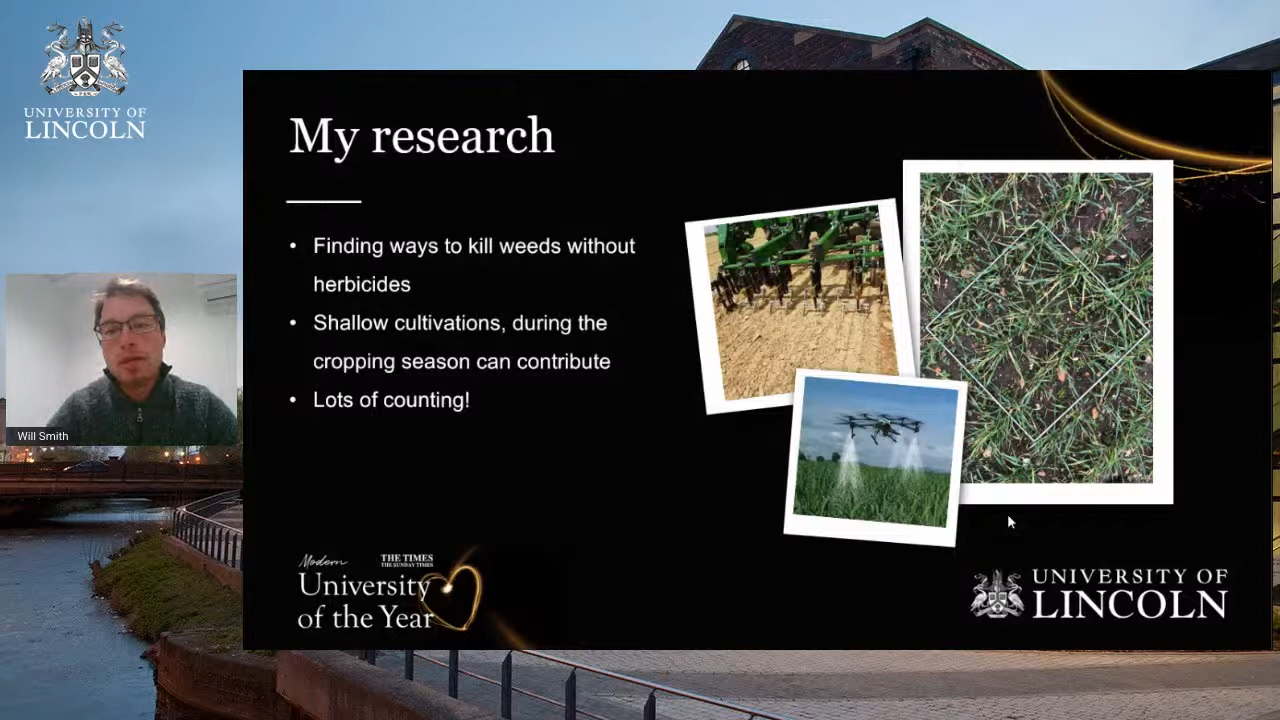 UNIVERSITY OF
LINCOLN
My research
• Finding ways to kill weeds without
herbicides
• Shallow cultivations, during the
cropping season can contribute
• Lots of counting!
Will Smith
Modern
THE TIMES
THE SUNDAY TIMES
University
of the Year
UNIVERSITY OF
LINCOLN